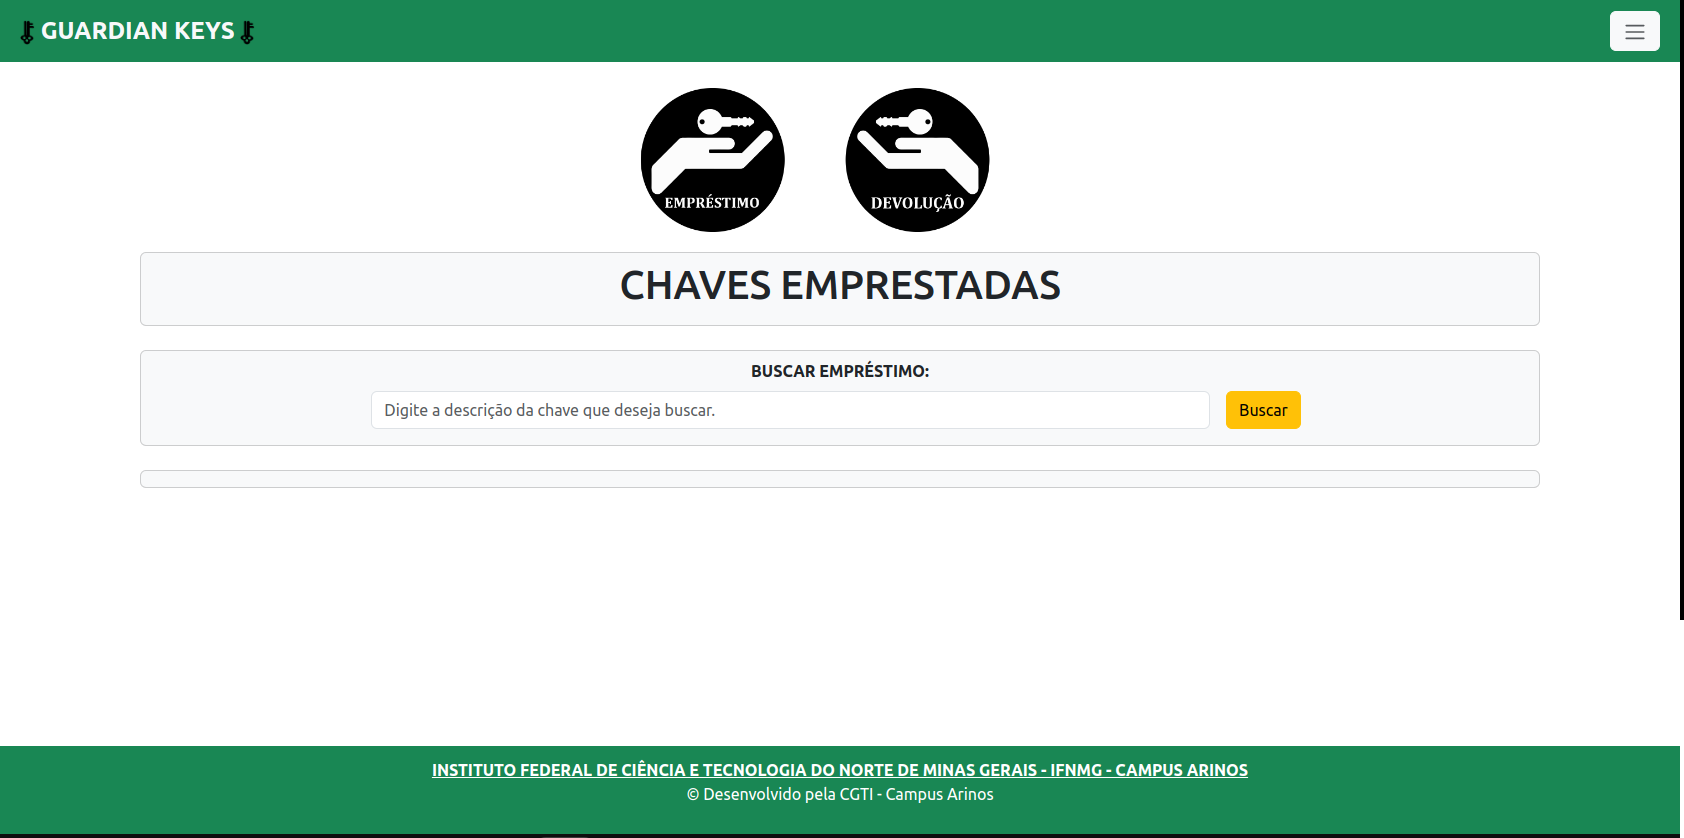 GUARDIAN KEYS
EMPRÉSTIMO
DEVOLUÇÃO
CHAVES EMPRESTADAS
BUSCAR EMPRÉSTIMO:
Digite a descrição da chave que deseja buscar.
Buscar
INSTITUTO FEDERAL DE CIÊNCIA E TECNOLOGIA DO NORTE DE MINAS GERAIS - IFNMG - CAMPUS ARINOS
© Desenvolvido pela CGTI - Campus Arinos